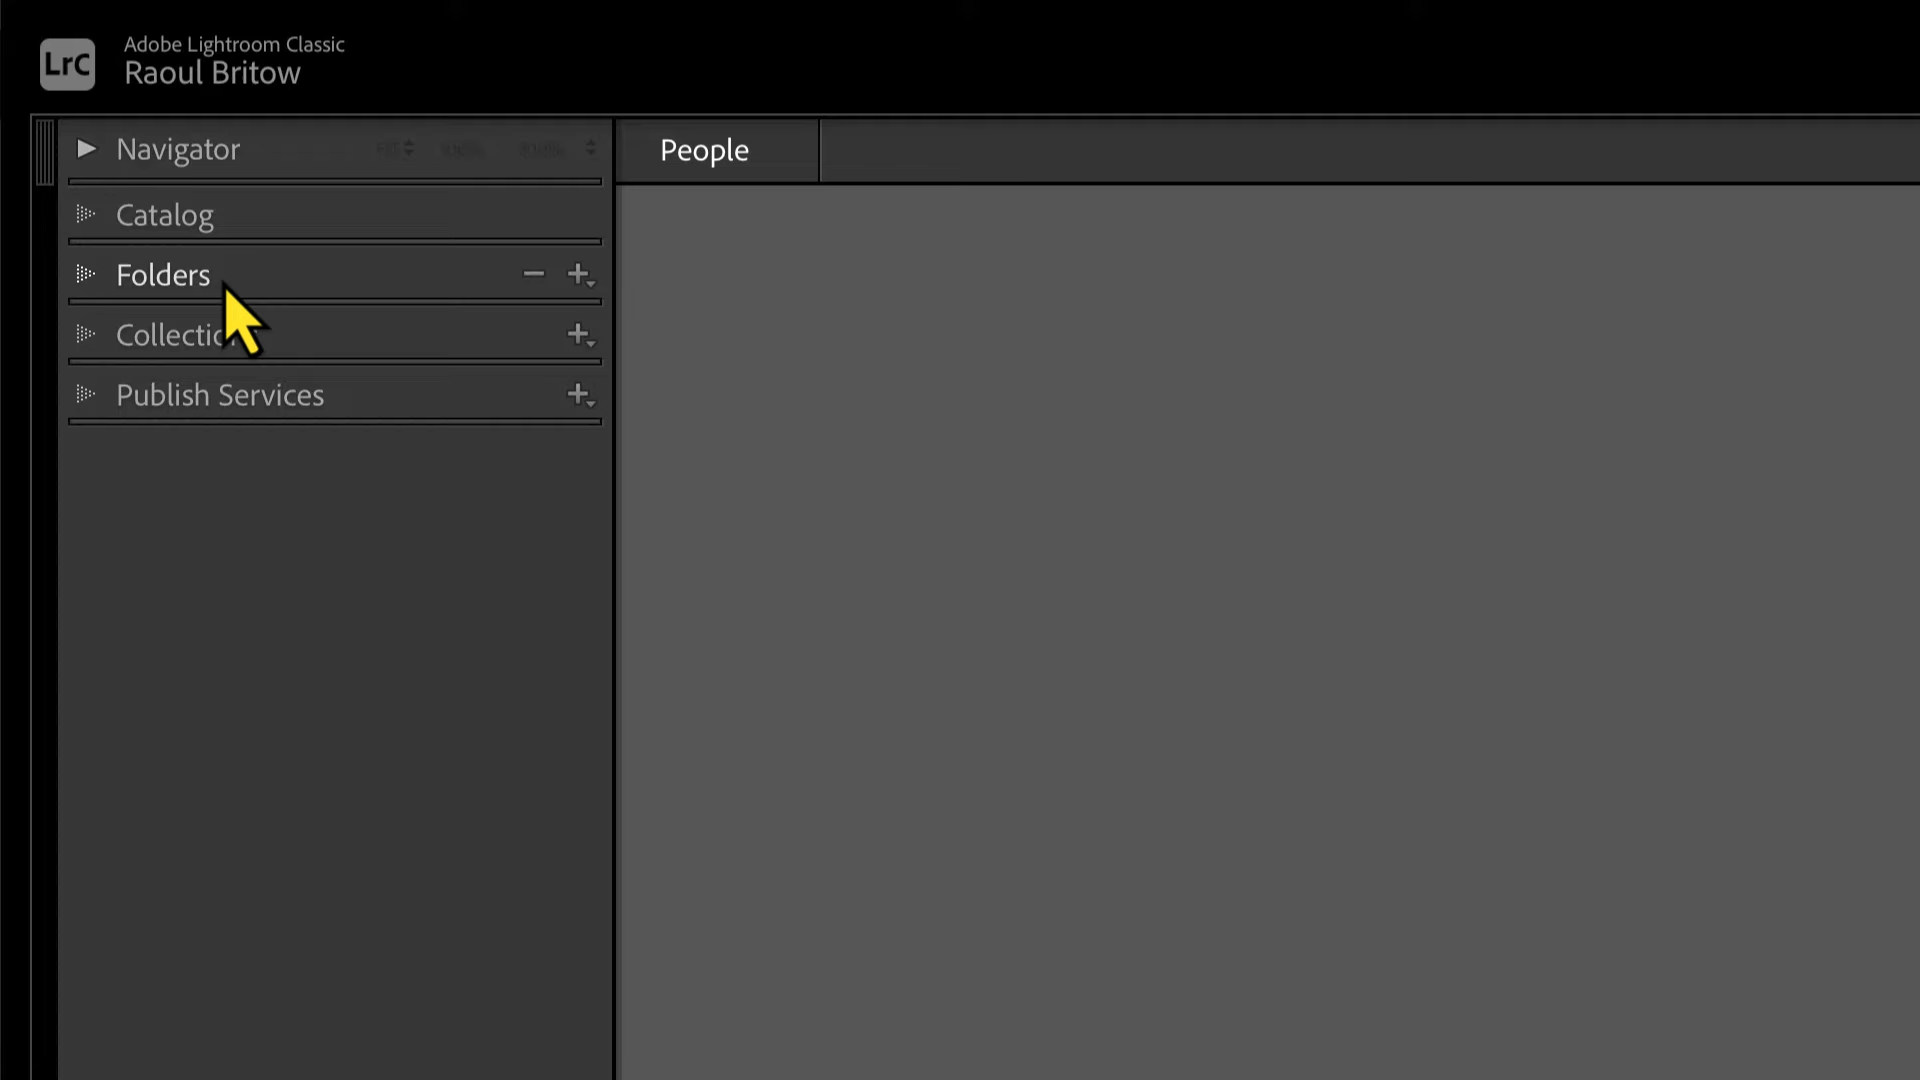 LrC
Adobe Lightroom Classic
Raoul Britow
Navigator
People
Catalog
Folders
Publish Services